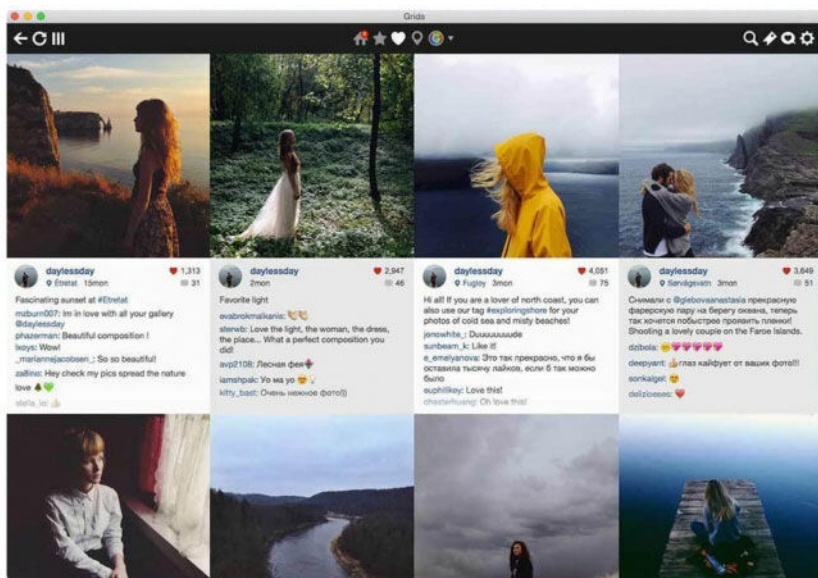 Grids
daylessday 1,313
Étretat 15mon 31
Fascinating sunset at #Etretat
mzburn007: Im in love with all your gallery
@daylessday
phazerman: Beautiful composition !
lxoys: Wow!
_mariannejacobsen_: So so beautiful!
za8ino: Hey check my pics spread the nature
love
stella_io:
daylessday 2,947
2mon 46
Favorite light
evabrokmaikanis:
sterwb: Love the light, the woman, the dress,
the place... What a perfect composition you
did!
avp2108: Лесная фея
iamshpak: Уо ма уо
kitty_bast: Очень нежное фото!))
daylessday 4,051
Fugloy 3mon 75
Hi all! If you are a lover of north coast, you can
also use our tag #exploringshore for your
photos of cold sea and misty beaches!
jonowhite_: Duuuuuuuude
sunbeam_k: Like it!
e_emelyanova: Это так прекрасно, что я бы
оставила тысячу лайков, если б так можно
было
euphilikey: Love this!
chesterhuang: Oh love this!
daylessday 3,649
Sørvágsvatn 3mon 51
Снимали с @glebovaanastasia прекрасную
фарерскую пару на берегу океана, теперь
так хочется побыстрее проявить пленки!
Shooting a lovely couple on the Faroe Islands.
dzibola:
deepyant: глаз кайфует от ваших фото!!!
sonkaigel:
deliziceses: